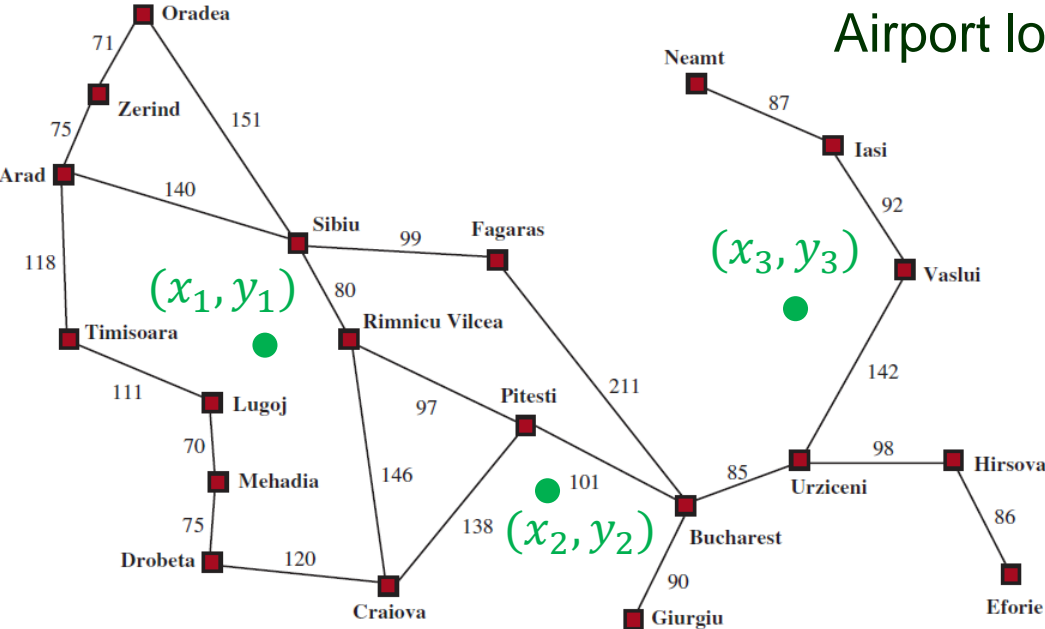 Airport lo
Oradea
71
Neamt
87
Zerind
151
75
Iasi
Arad
140
92
Sibiu
Fagaras
99
(x₃, y₃)
118
Vaslui
(x₁, y₁)
80
Timisoara
Rimnicu Vilcea
142
111
211
Lugoj
97
Pitesti
70
98
146
Mehadia
101
85
Urziceni
Hirsova
75
138
(x₂, y₂)
Bucharest
86
Drobeta
120
90
Craiova
Giurgiu
Eforie